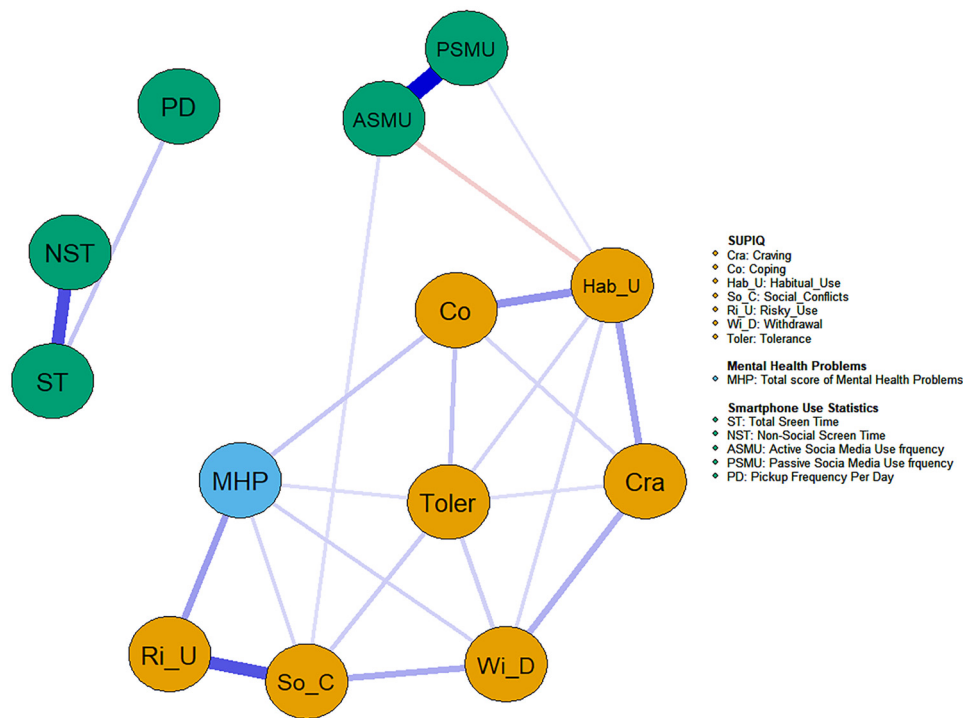 PSMU
PD
ASMU
NST
Hab_U
Co
ST
MHP
Toler
Cra
Ri_U
So_C
Wi_D
SUPIQ
Cra: Craving
Co: Coping
Hab_U: Habitual_Use
So_C: Social_Conflicts
Ri_U: Risky_Use
Wi_D: Withdrawal
Toler: Tolerance
Mental Health Problems
MHP: Total score of Mental Health Problems
Smartphone Use Statistics
ST: Total Sreen Time
NST: Non-Social Screen Time
ASMU: Active Socia Media Use frquency
PSMU: Passive Socia Media Use frquency
PD: Pickup Frequency Per Day